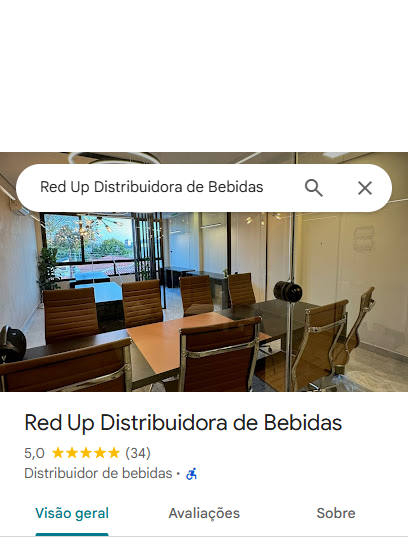 Red Up Distribuidora de Bebidas
Red Up Distribuidora de Bebidas
5,0 (34)
Distribuidor de bebidas ·
Visão geral Avaliações Sobre